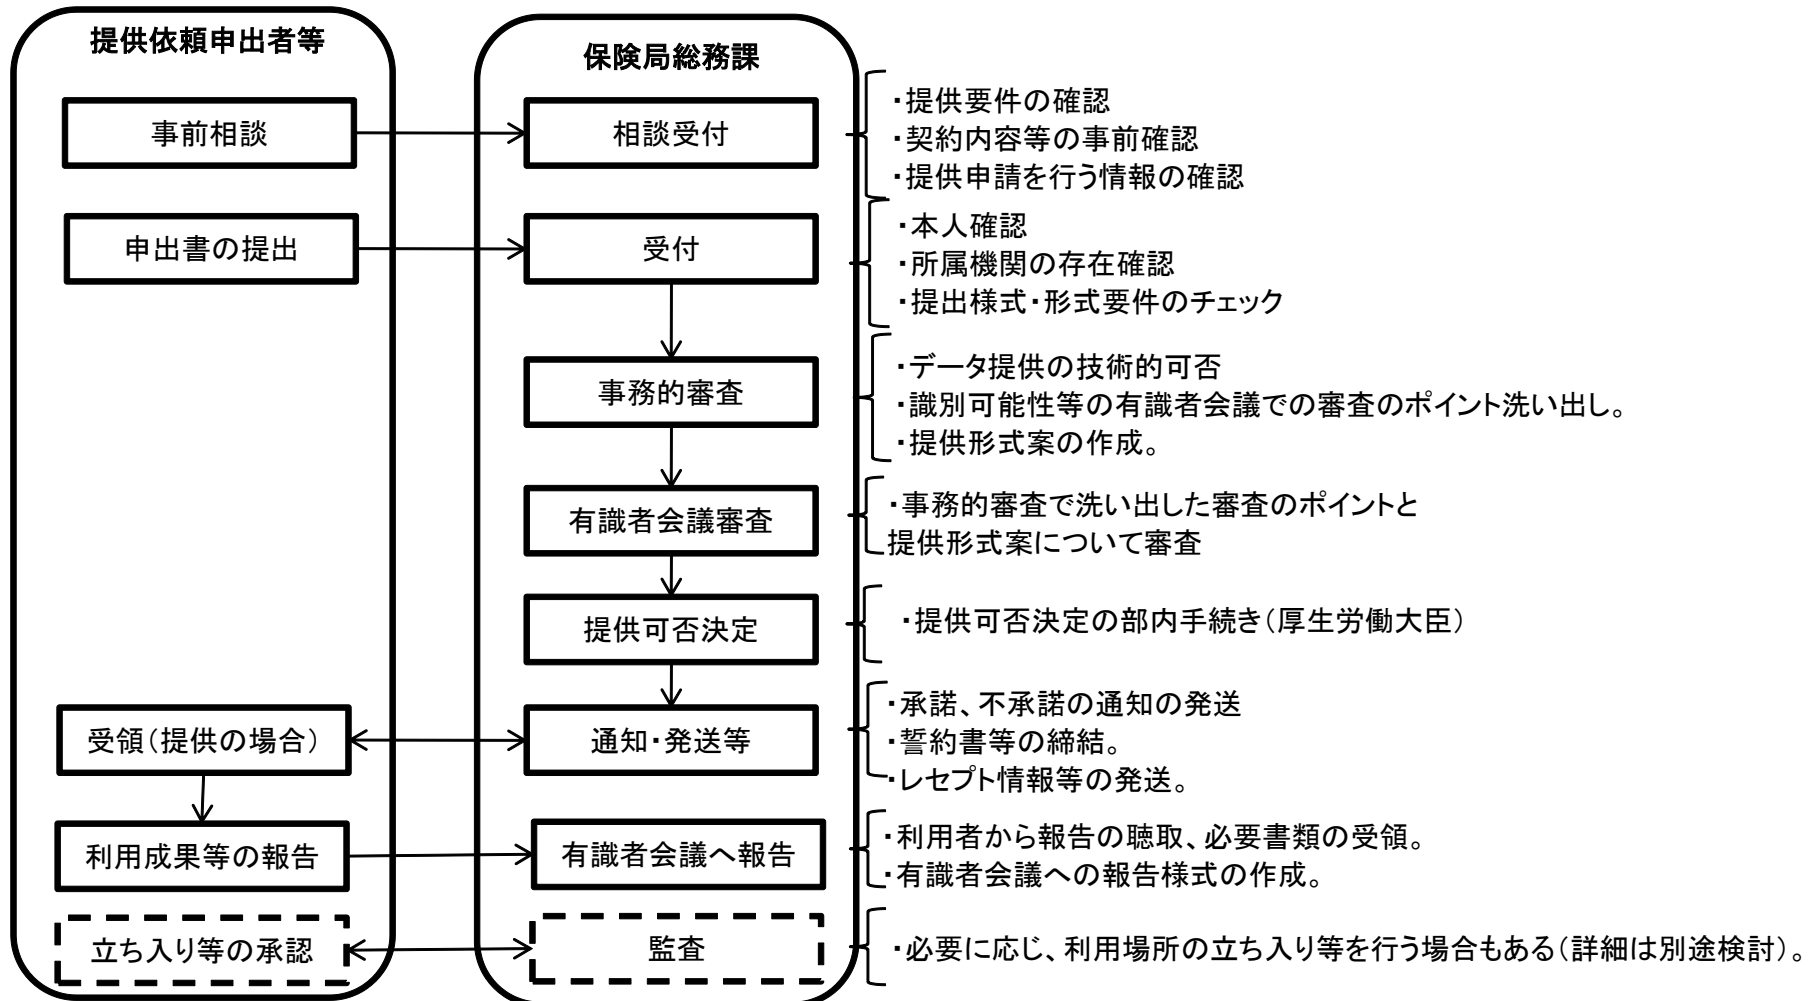 提供依頼申出者等
保険局総務課
事前相談
相談受付
・提供要件の確認
・契約内容等の事前確認
・提供申請を行う情報の確認
申出書の提出
受付
・本人確認
・所属機関の存在確認
・提出様式・形式要件のチェック
事務的審査
・データ提供の技術的可否
・識別可能性等の有識者会議での審査のポイント洗い出し。
・提供形式案の作成。
有識者会議審査
・事務的審査で洗い出した審査のポイントと
提供形式案について審査
提供可否決定
・提供可否決定の部内手続き（厚生労働大臣）
受領（提供の場合）
通知・発送等
・承諾、不承諾の通知の発送
・誓約書等の締結。
・レセプト情報等の発送。
利用成果等の報告
有識者会議へ報告
・利用者から報告の聴取、必要書類の受領。
・有識者会議への報告様式の作成。
立ち入り等の承認
監査
・必要に応じ、利用場所の立ち入り等を行う場合もある（詳細は別途検討）。